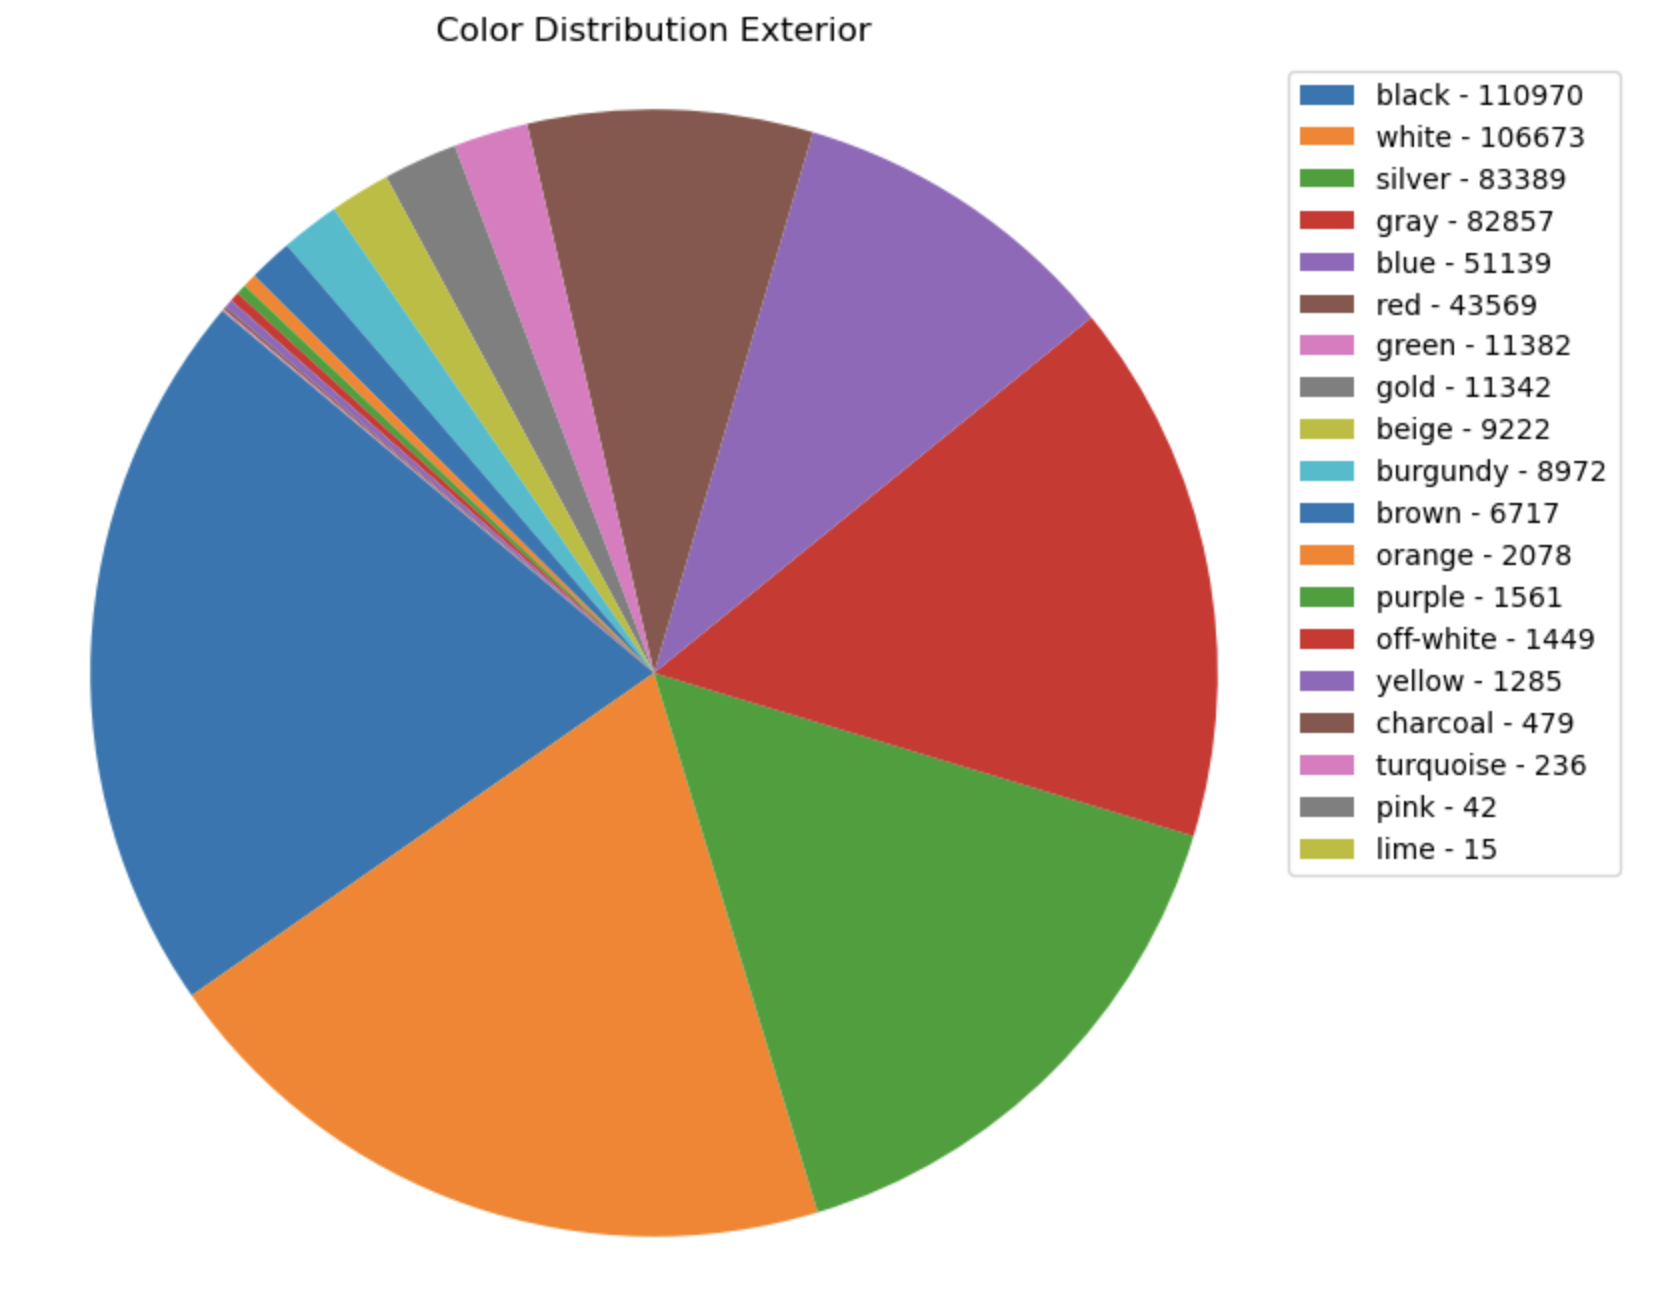 Color Distribution Exterior
black - 110970
white - 106673
silver - 83389
gray - 82857
blue - 51139
red - 43569
green - 11382
gold - 11342
beige - 9222
burgundy - 8972
brown - 6717
orange - 2078
purple - 1561
off-white - 1449
yellow - 1285
charcoal - 479
turquoise - 236
pink - 42
lime - 15